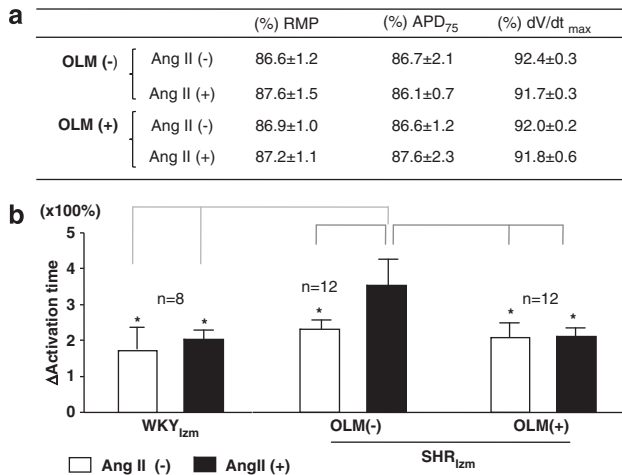 a
(%) RMP (%) APD75 (%) dV/dt max
OLM (-) Ang II (-) 86.6±1.2 86.7±2.1 92.4±0.3
Ang II (+) 87.6±1.5 86.1±0.7 91.7±0.3
OLM (+) Ang II (-) 86.9±1.0 86.6±1.2 92.0±0.2
Ang II (+) 87.2±1.1 87.6±2.3 91.8±0.6
b
(x100%)
ΔActivation time
5
4
3
2
1
0
n=8 n=12 n=12
* * * * *
WKYIzm OLM(-) OLM(+)
SHRIzm
Ang II (-) AngII (+)